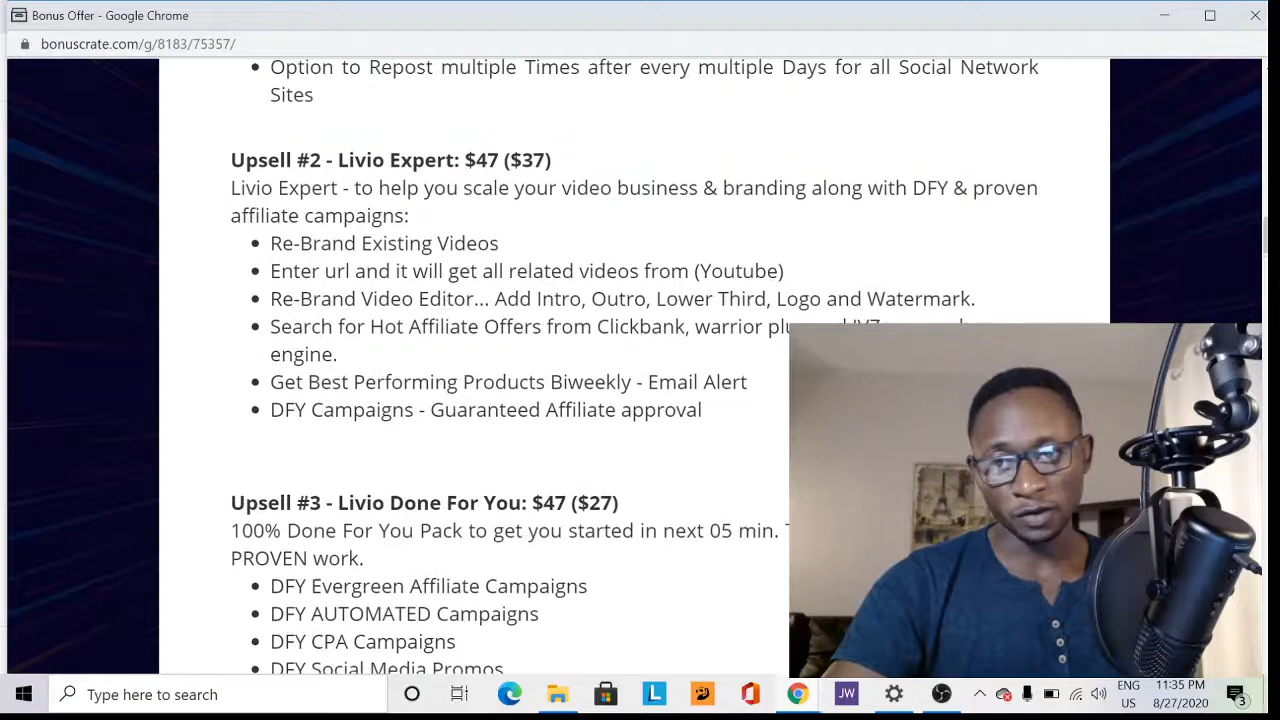 Bonus Offer - Google Chrome
bonuscrate.com/g/8183/75357/
Option to Repost multiple Times after every multiple Days for all Social Network
Sites
Upsell #2 - Livio Expert: $47 ($37)
Livio Expert - to help you scale your video business & branding along with DFY & proven
affiliate campaigns:
Re-Brand Existing Videos
Enter url and it will get all related videos from (Youtube)
Re-Brand Video Editor... Add Intro, Outro, Lower Third, Logo and Watermark.
Search for Hot Affiliate Offers from Clickbank, warrior
engine.
Get Best Performing Products Biweekly - Email Alert
DFY Campaigns - Guaranteed Affiliate approval
Upsell #3 - Livio Done For You: $47 ($27)
100% Done For You Pack to get you started in next 05 min.
PROVEN work.
DFY Evergreen Affiliate Campaigns
DFY AUTOMATED Campaigns
DFY CPA Campaigns
DFY Social Media Promos
Type here to search
L
JW
ENG
US
11:35 PM
8/27/2020
3